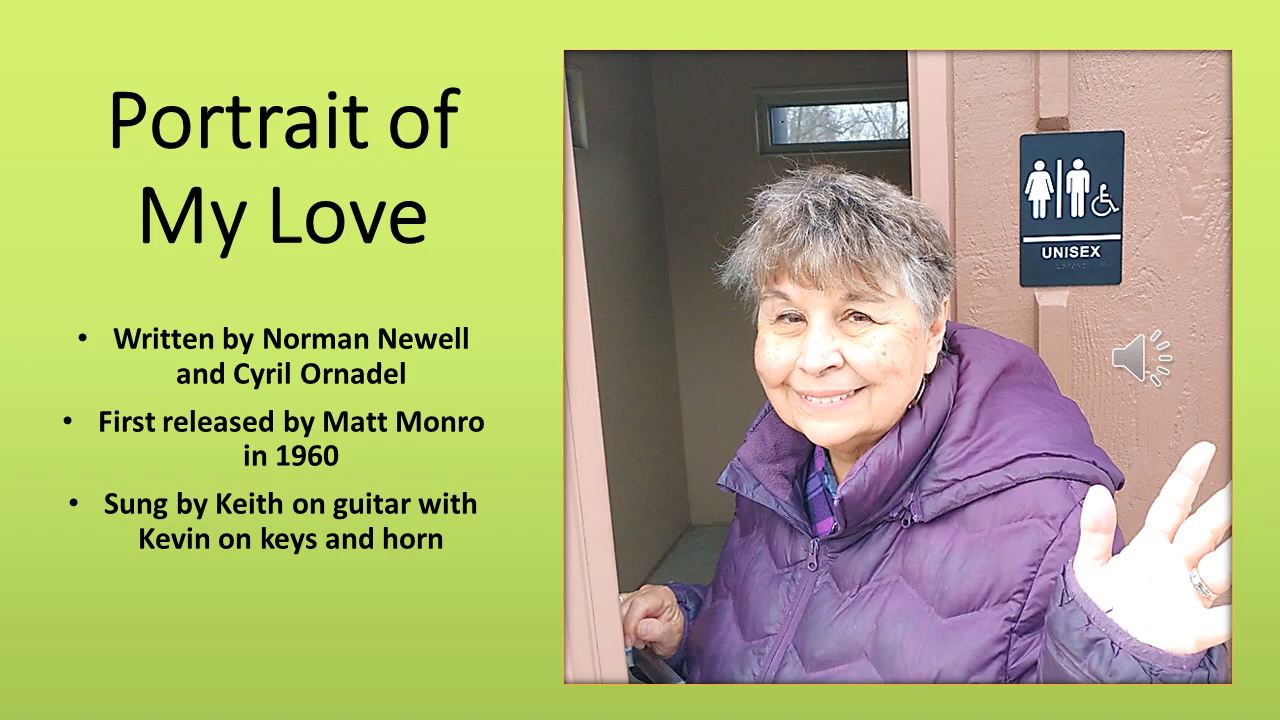 Portrait of
My Love
• Written by Norman Newell
and Cyril Ornadel
• First released by Matt Monro
in 1960
• Sung by Keith on guitar with
Kevin on keys and horn
UNISEX